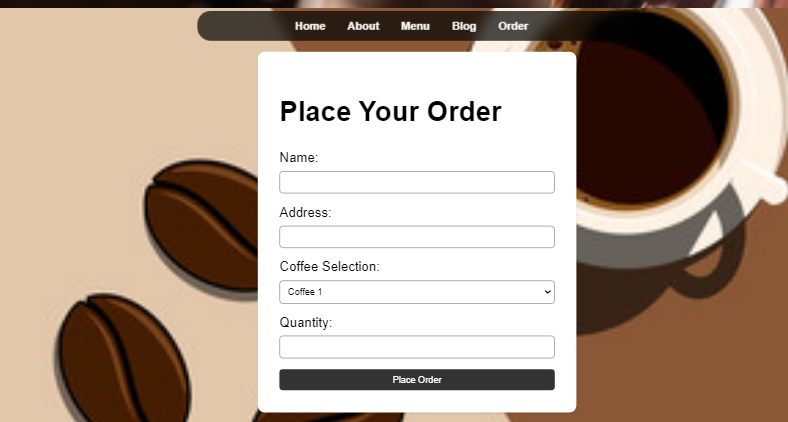 Home About Menu Blog Order
Place Your Order
Name:
Address:
Coffee Selection:
Coffee 1
Quantity:
Place Order